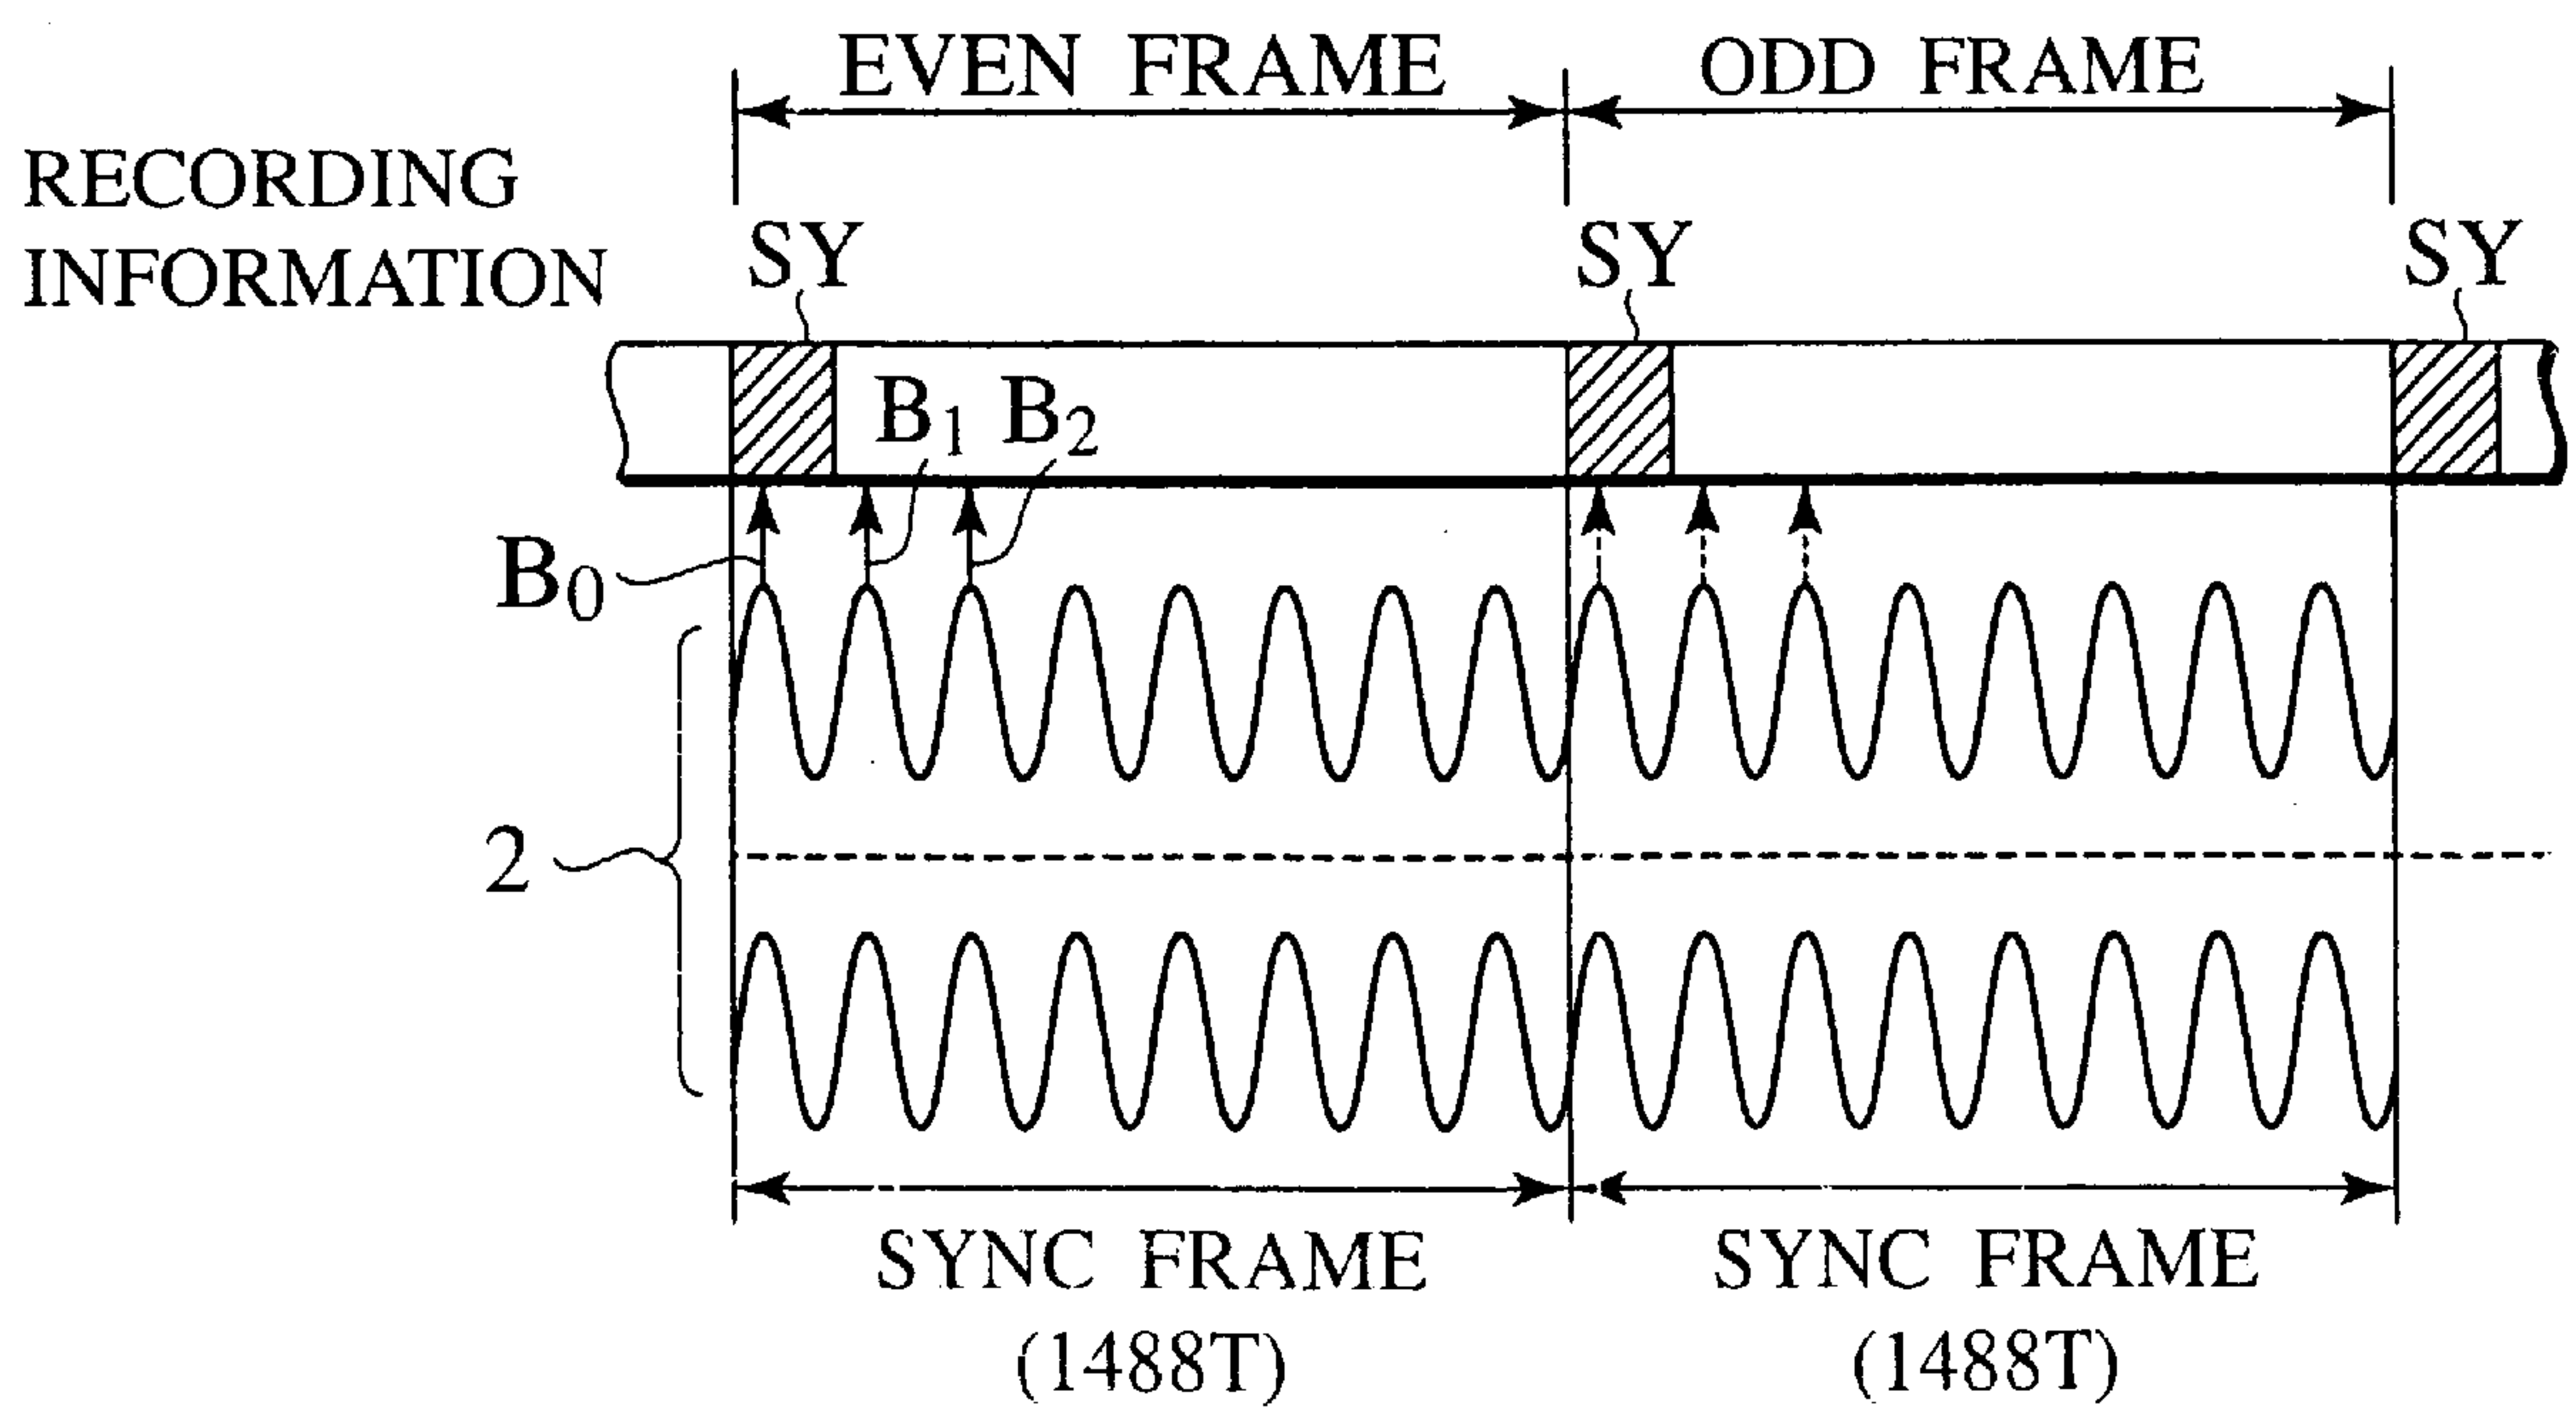 EVEN FRAME ODD FRAME
RECORDING
INFORMATION
SY SY SY
B1 B2
B0
2
SYNC FRAME SYNC FRAME
(1488T) (1488T)